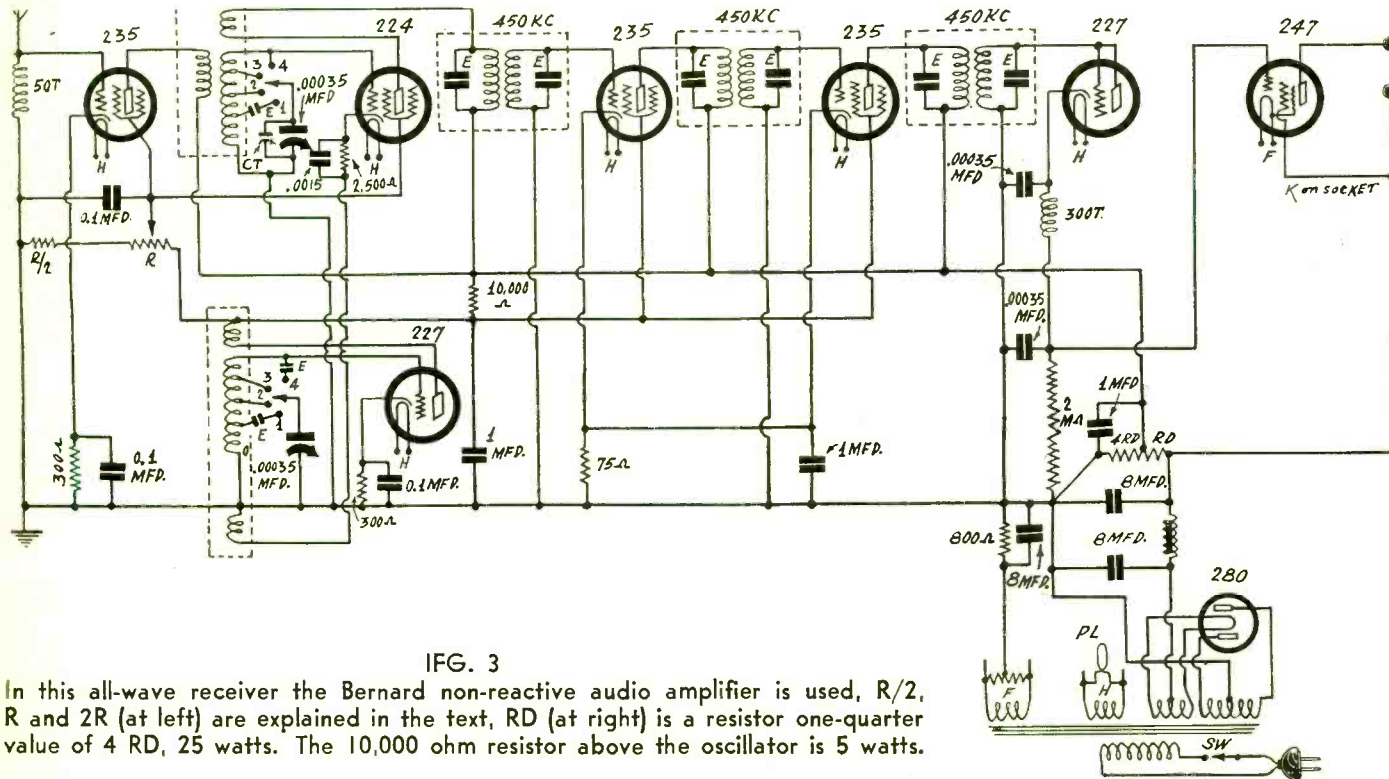 235
224
450KC
235
450KC
235
450KC
227
247
50T
3
4
2
E
1
.00035
MFD
CT
.0015
2,500Ω
H
H
E
E
H
E
E
H
E
E
H
F
K on SOCKET
0.1MFD.
.00035
MFD
300T.
R/2
R
10,000
Ω
.00035
MFD.
227
3
E
4
2
1
E
0
.00035
MFD.
H
300Ω
0.1
MFD.
300Ω
0.1MFD.
1
MFD.
75Ω
1MFD.
2
MΩ
1MFD
4RD
RD
8MFD.
800Ω
8MFD.
8MFD.
280
PL
F
H
SW
IFG. 3
In this all-wave receiver the Bernard non-reactive audio amplifier is used, R/2,
R and 2R (at left) are explained in the text, RD (at right) is a resistor one-quarter
value of 4 RD, 25 watts. The 10,000 ohm resistor above the oscillator is 5 watts.